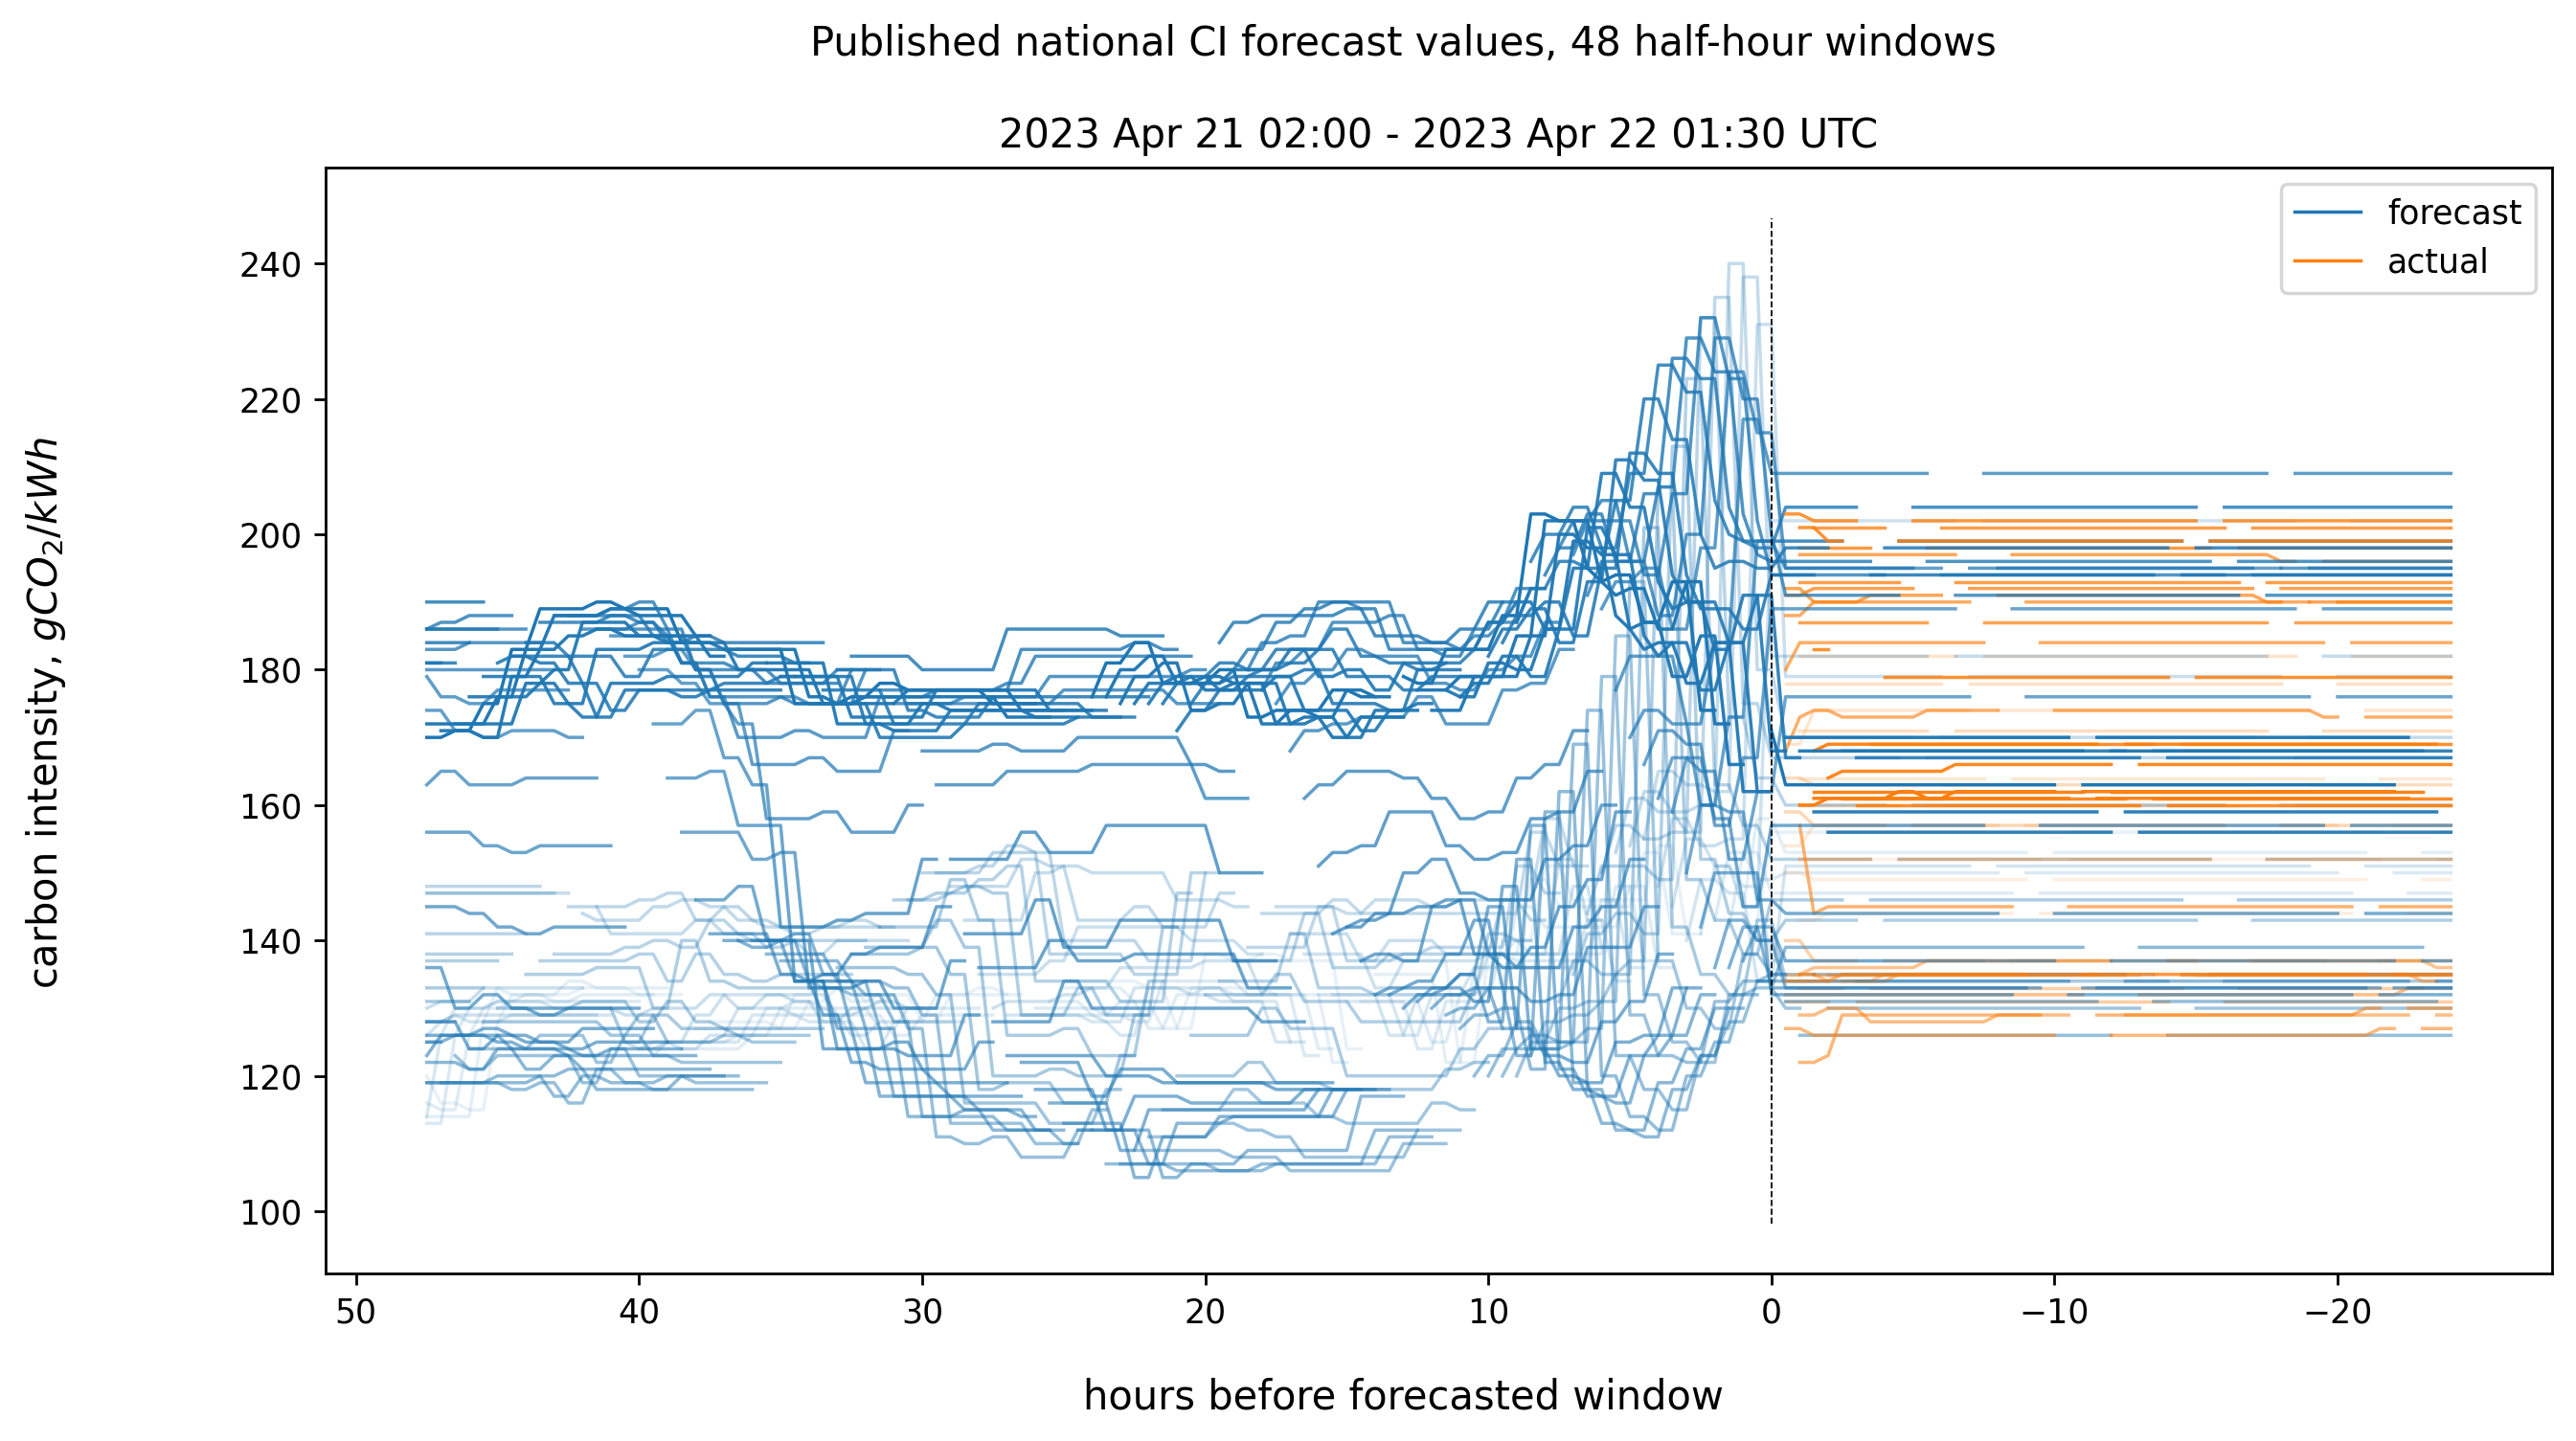 Published national CI forecast values, 48 half-hour windows
2023 Apr 21 02:00 - 2023 Apr 22 01:30 UTC
forecast
actual
carbon intensity, gCO₂/kWh
240
220
200
180
160
140
120
100
50 40 30 20 10 0 −10 −20
hours before forecasted window